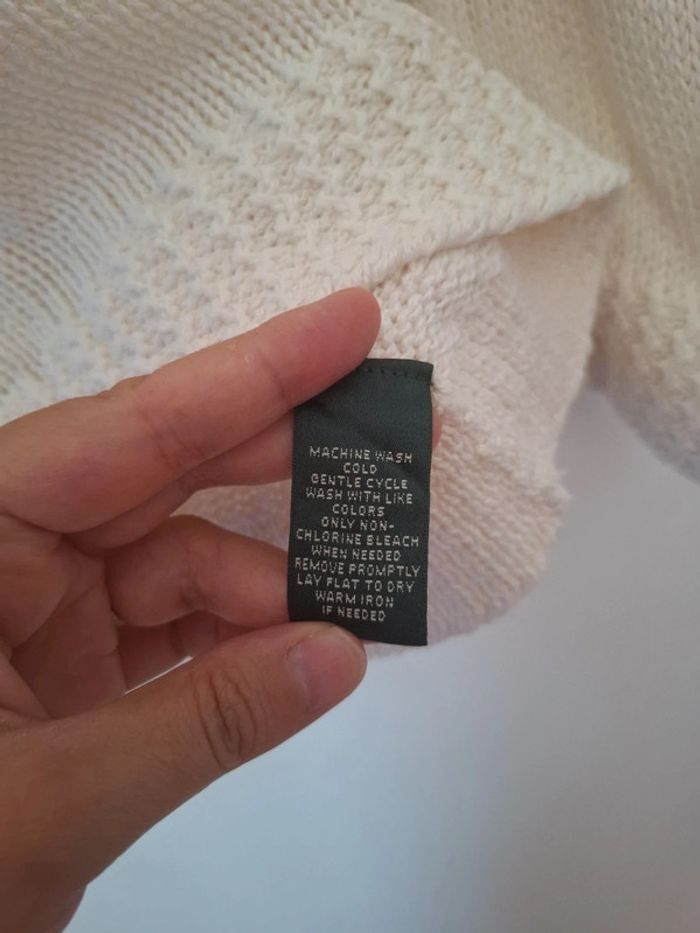 MACHINE WASH
COLD
GENTLE CYCLE
WASH WITH LIKE
COLORS
ONLY NON-
CHLORINE BLEACH
WHEN NEEDED
REMOVE PROMPTLY
LAY FLAT TO DRY
WARM IRON
IF NEEDED